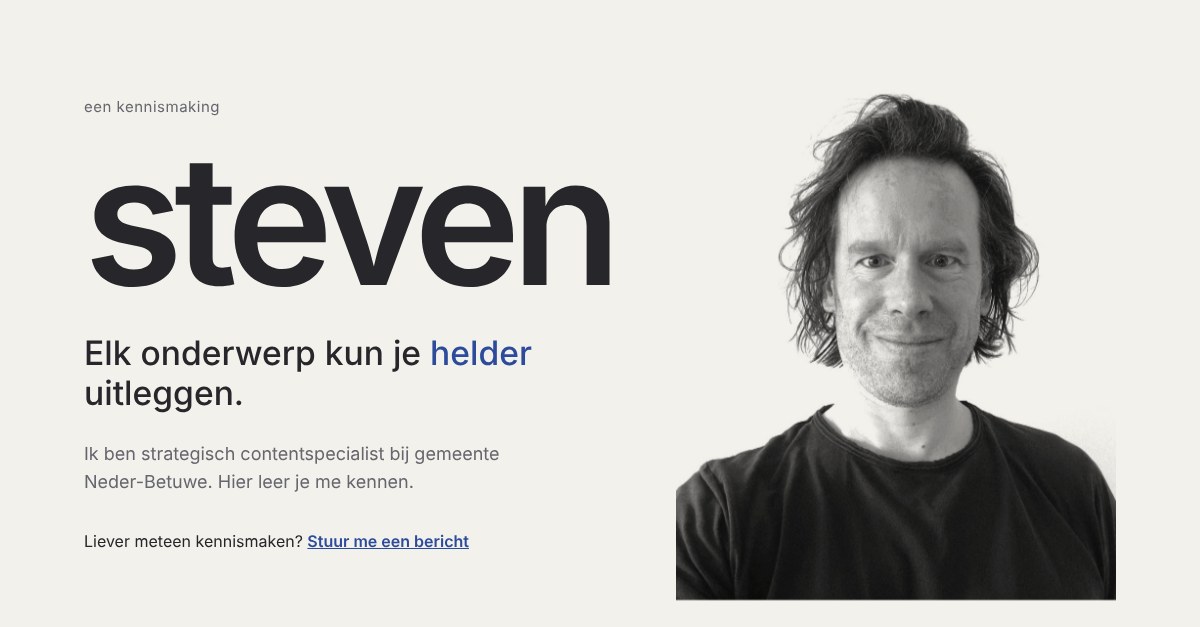 een kennismaking
steven
Elk onderwerp kun je helder
uitleggen.
Ik ben strategisch contentspecialist bij gemeente
Neder-Betuwe. Hier leer je me kennen.
Liever meteen kennismaken? Stuur me een bericht